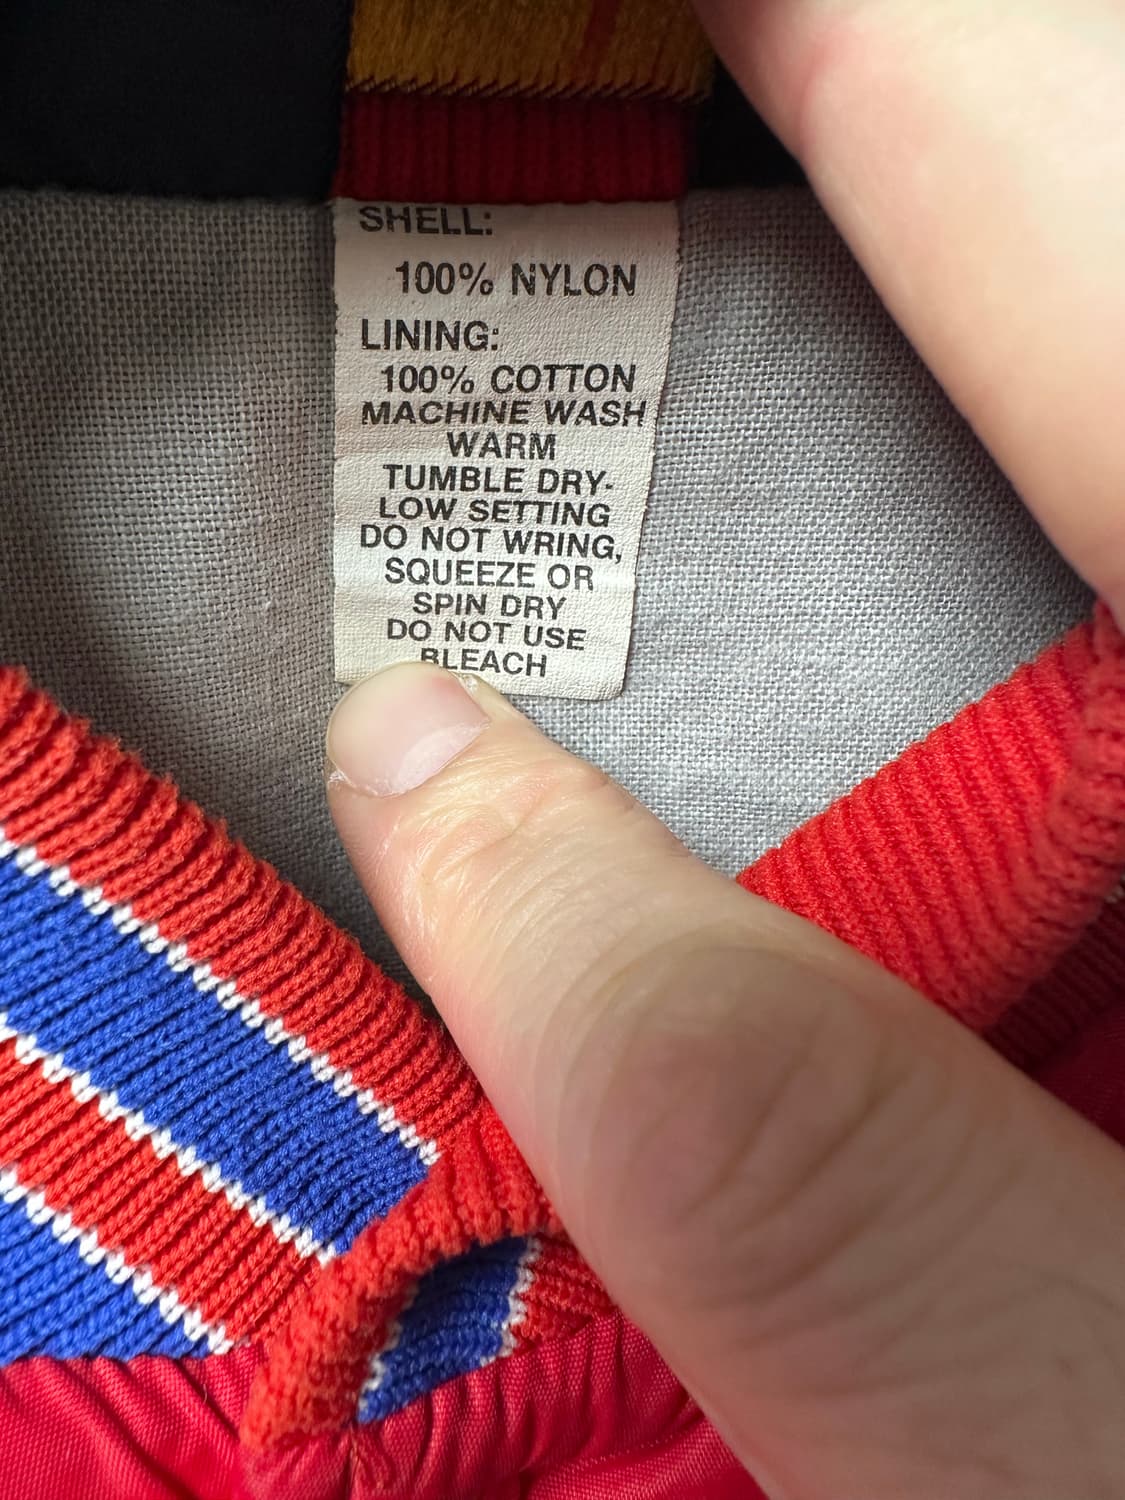 SHELL:
100% NYLON
LINING:
100% COTTON
MACHINE WASH
WARM
TUMBLE DRY-
LOW SETTING
DO NOT WRING,
SQUEEZE OR
SPIN DRY
DO NOT USE
BLEACH